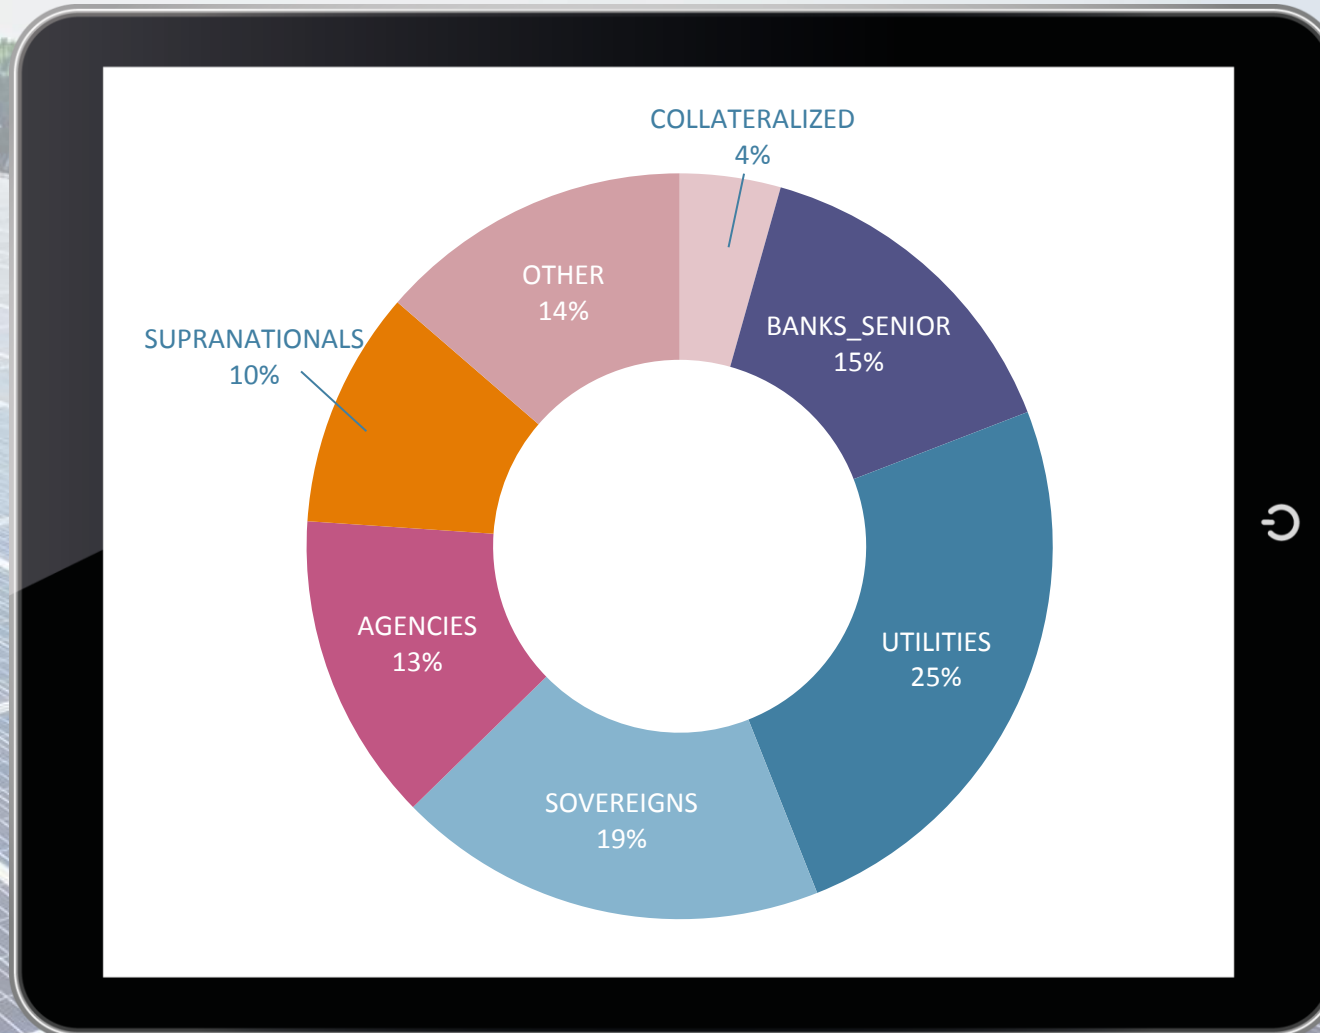 COLLATERALIZED
4%
BANKS_SENIOR
15%
UTILITIES
25%
SOVEREIGNS
19%
AGENCIES
13%
SUPRANATIONALS
10%
OTHER
14%